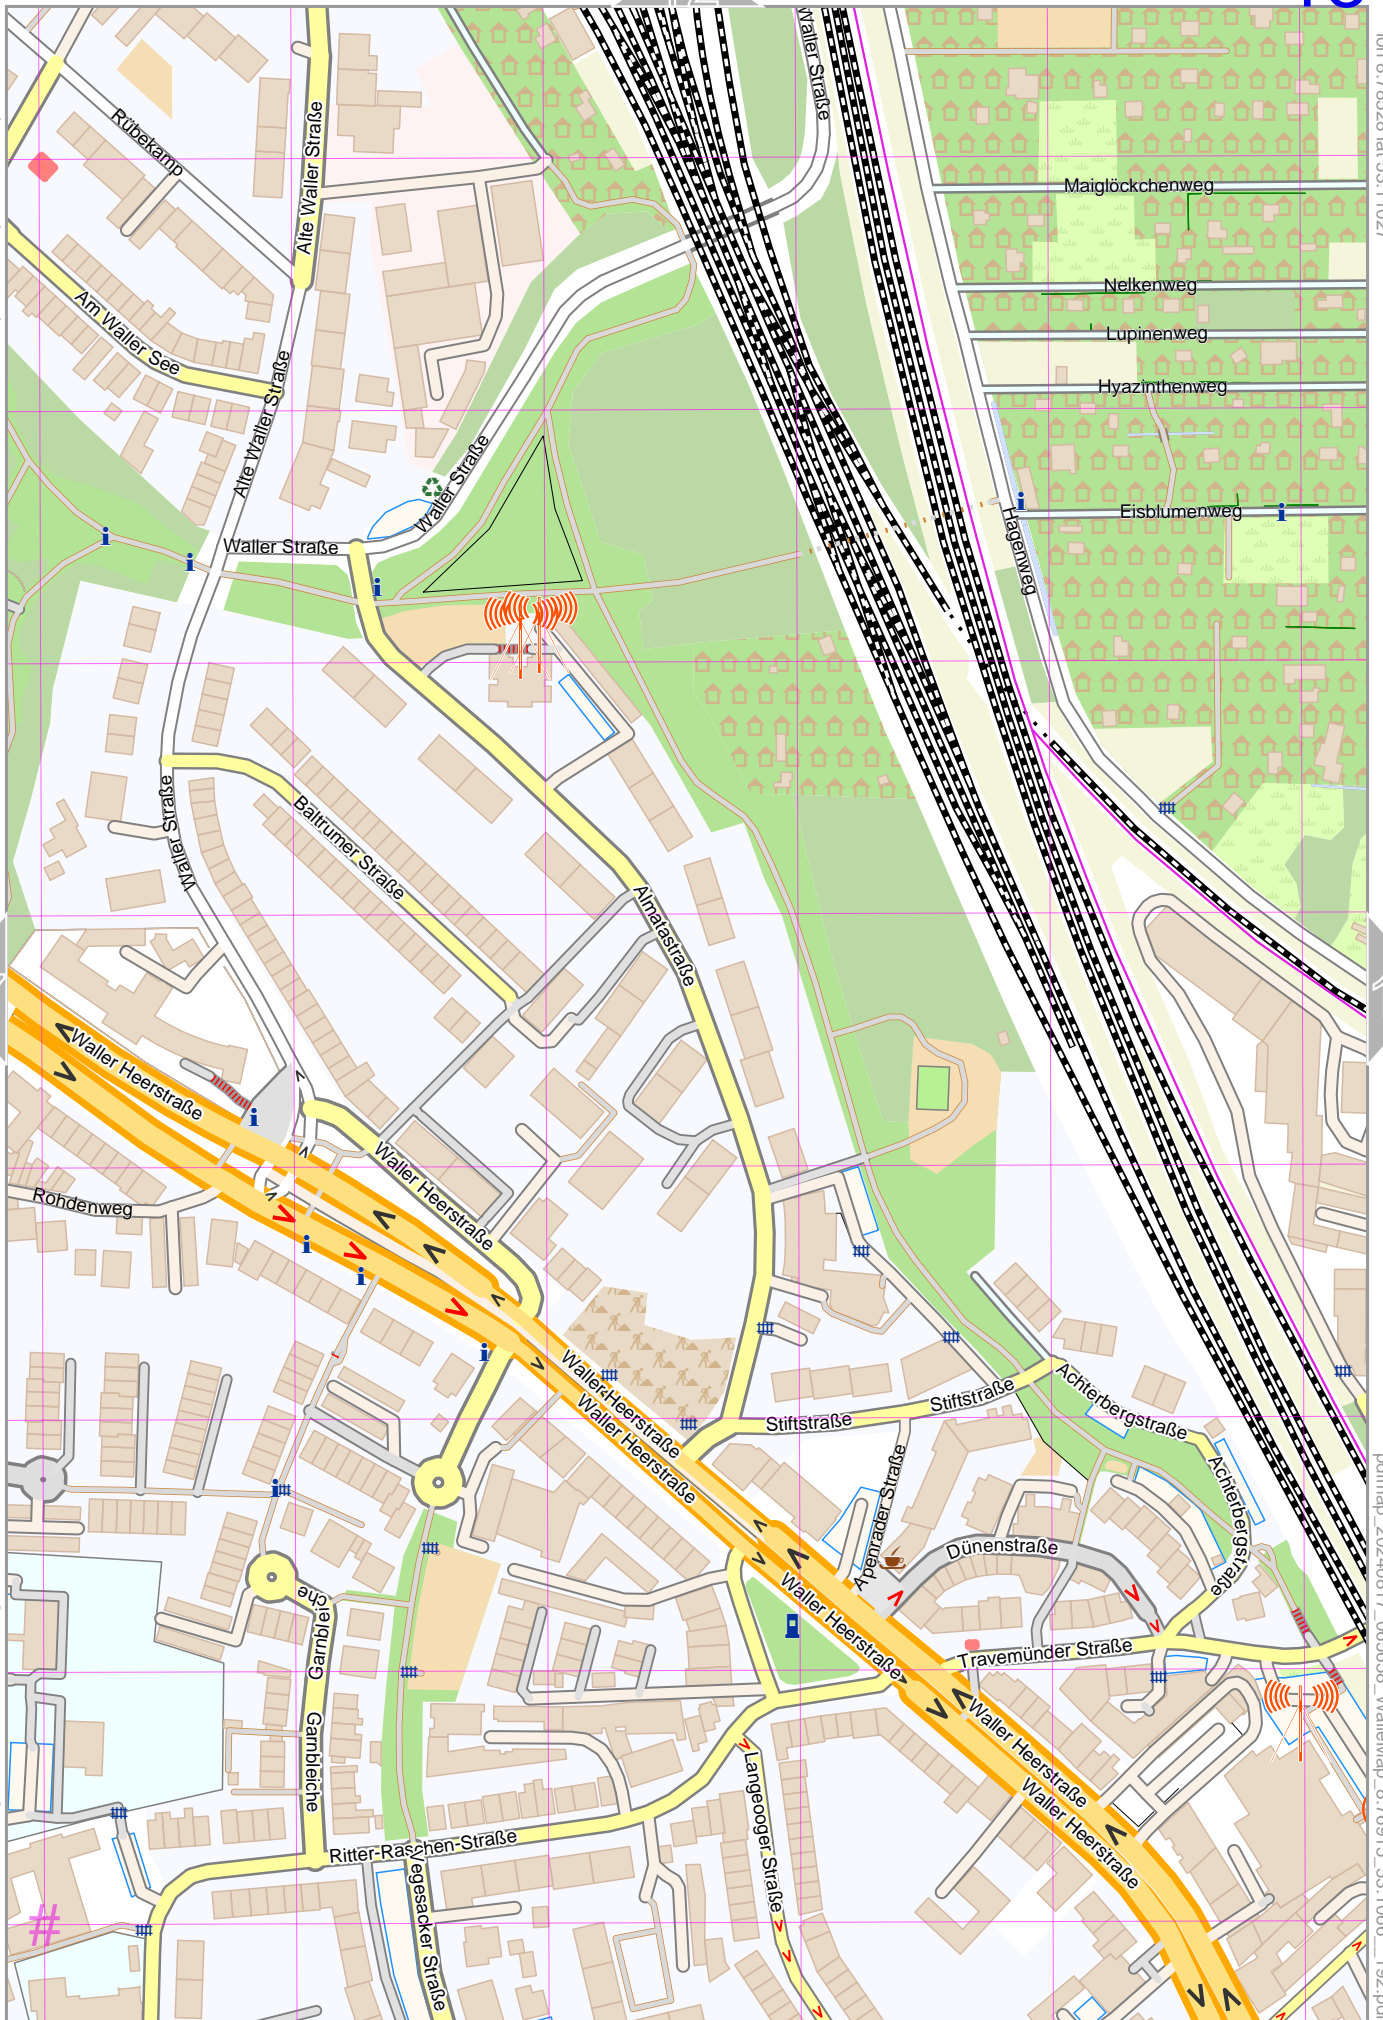 Waller Straße
Rübekamp
Alte Waller Straße
Maiglöckchenweg
Nelkenweg
Lupinenweg
Hyazinthenweg
Am Waller See
Alte Waller Straße
Waller Straße
Eisblumenweg
Hagenweg
Waller Straße
Waller Straße
Baltrumer Straße
Almatastraße
Waller Heerstraße
Waller Heerstraße
Rohdenweg
Waller Heerstraße
Waller Heerstraße
Stiftstraße
Stiftstraße
Achterbergstraße
Achterbergstraße
Apenrader Straße
Dünenstraße
Garnbleiche
Waller Heerstraße
Travemünder Straße
Garnbleiche
Waller Heerstraße
Waller Heerstraße
Langeooger Straße
Ritter-Raschen-Straße
Vegesacker Straße
#